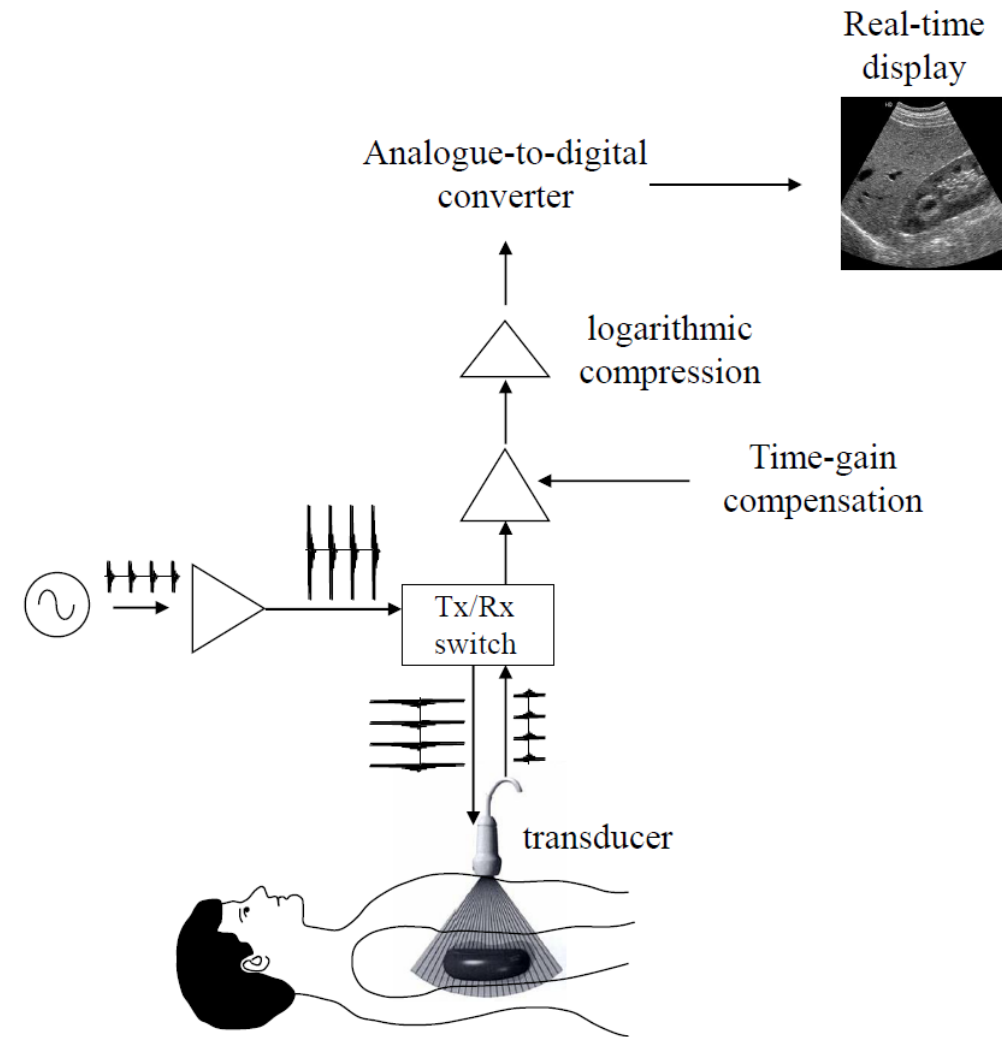 Real-time
display
Analogue-to-digital
converter
logarithmic
compression
Time-gain
compensation
Tx/Rx
switch
transducer